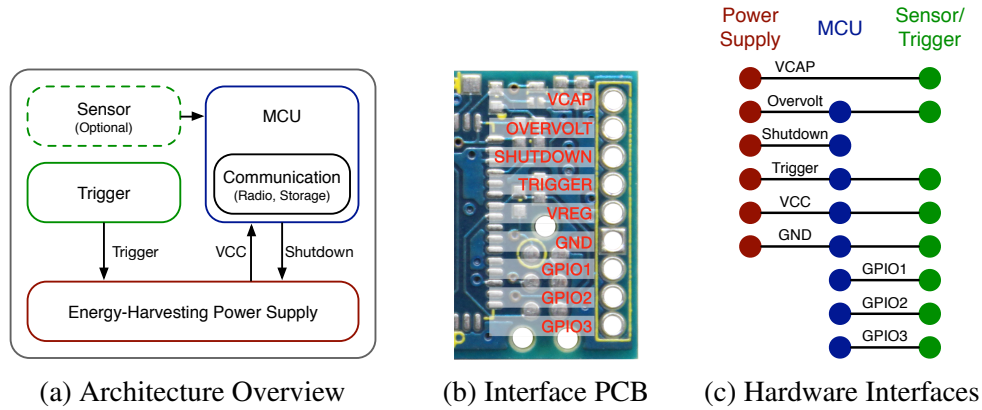 Sensor
(Optional)
MCU
Communication
(Radio, Storage)
Trigger
Trigger
VCC
Shutdown
Energy-Harvesting Power Supply
(a) Architecture Overview
VCAP
OVERVOLT
SHUTDOWN
TRIGGER
VREG
GND
GPIO1
GPIO2
GPIO3
(b) Interface PCB
Power
Supply
MCU
Sensor/
Trigger
VCAP
Overvolt
Shutdown
Trigger
VCC
GND
GPIO1
GPIO2
GPIO3
(c) Hardware Interfaces